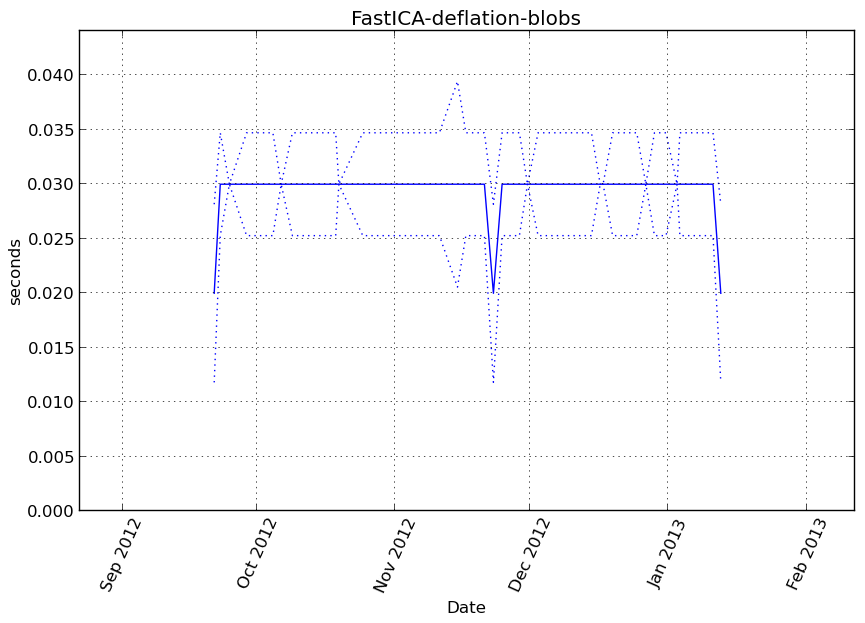 FastICA-deflation-blobs
0.040
0.035
0.030
0.025
0.020
0.015
0.010
0.005
0.000
seconds
Sep 2012
Oct 2012
Nov 2012
Dec 2012
Jan 2013
Feb 2013
Date